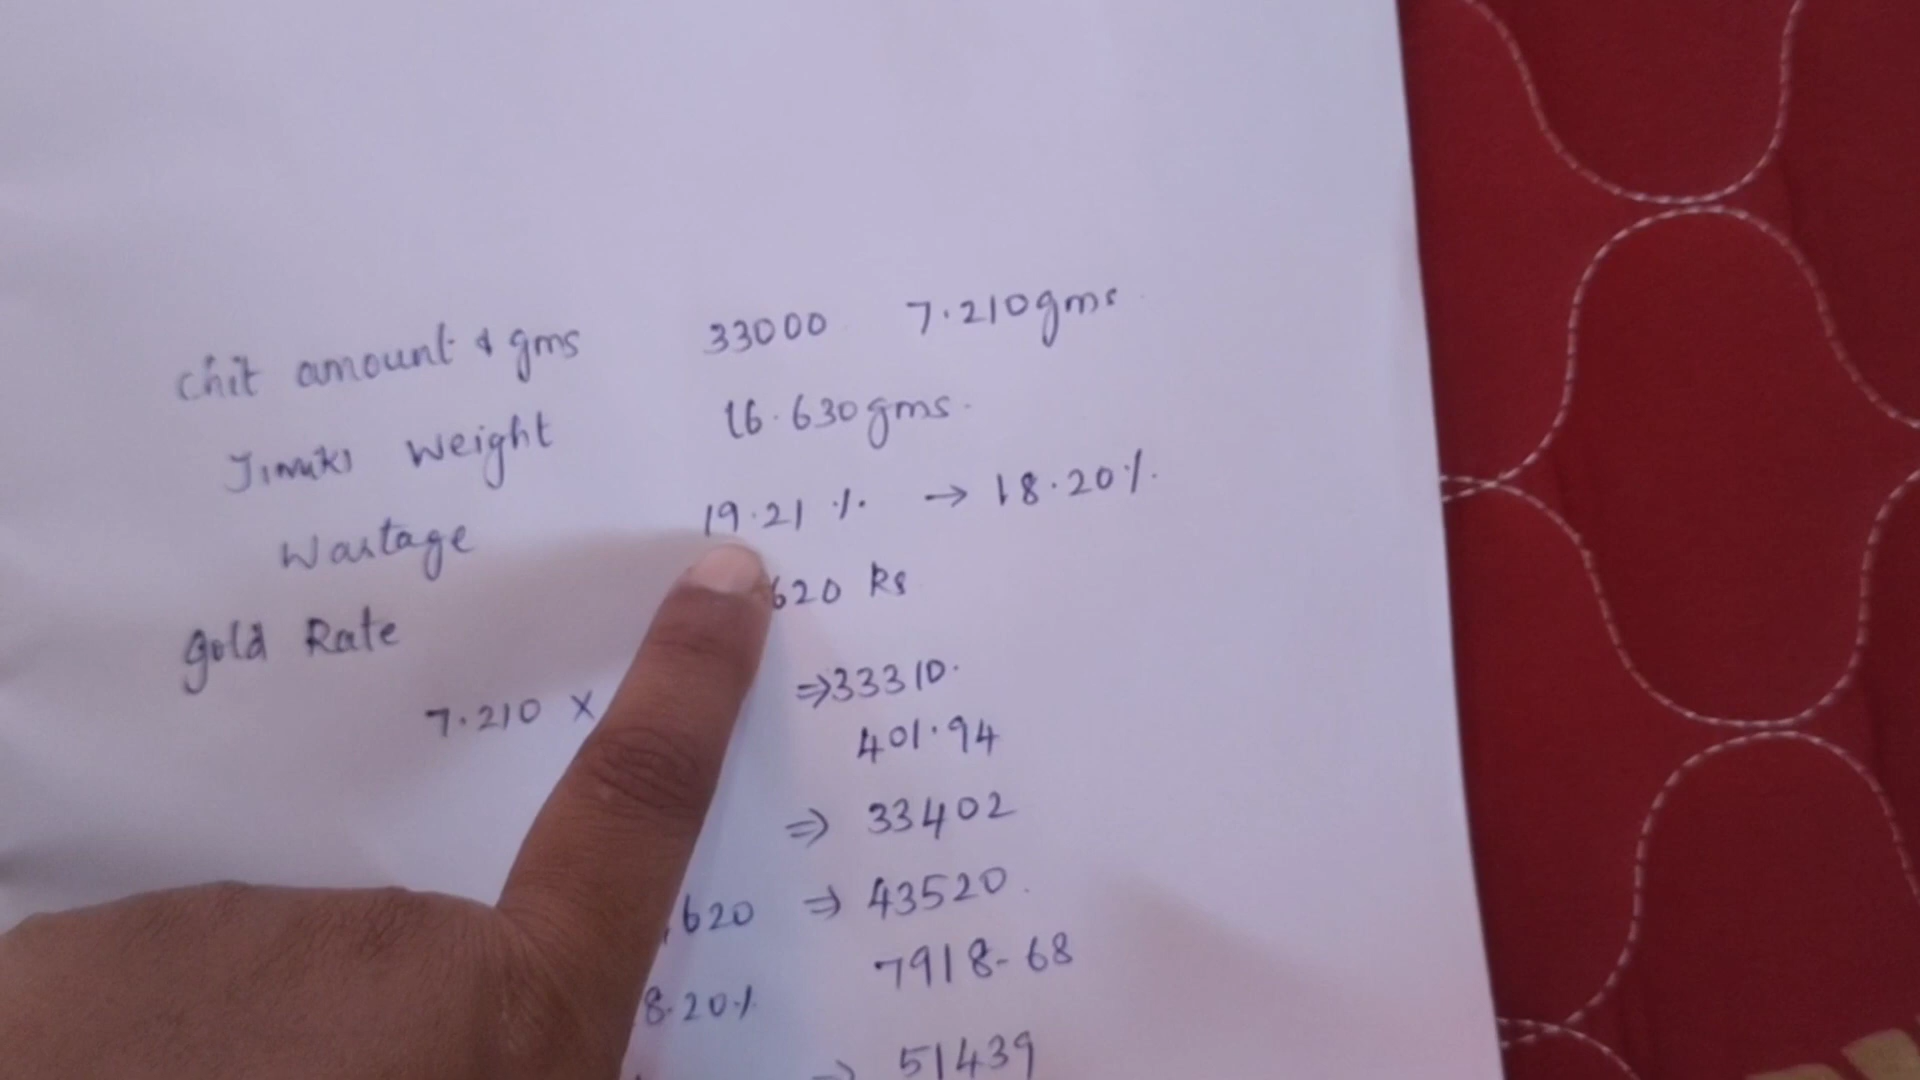 chit amount & gms 33000 7.210gms
Jimiki weight 16.630gms.
Wastage 19.21 % → 18.20%.
gold Rate 620 Rs
7.210 X ⇒33310.
401.94
⇒ 33402
620 ⇒ 43520.
7918-68
8.20%
51439